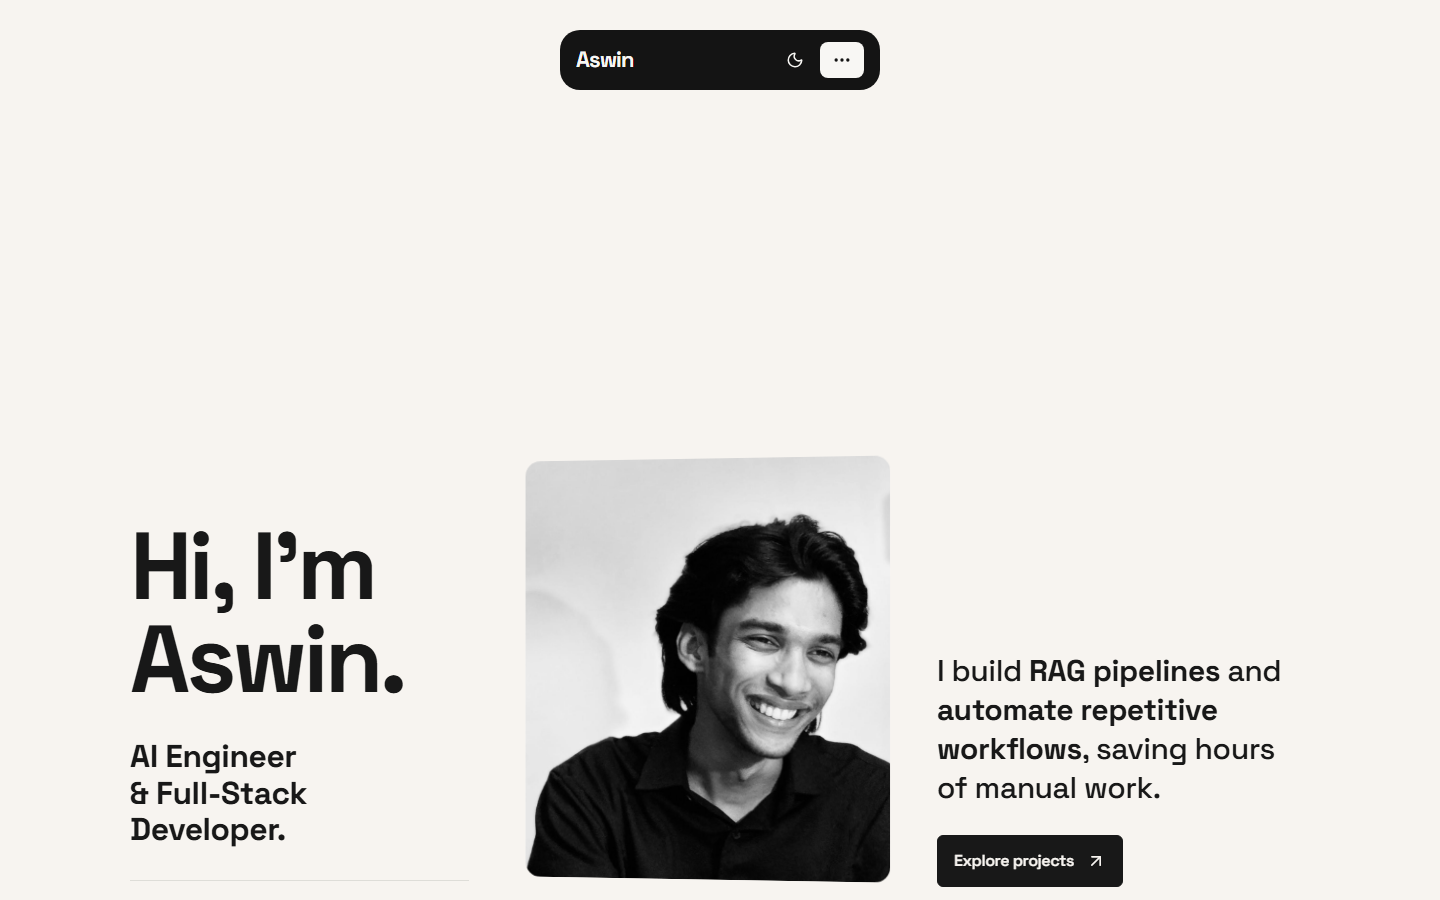 Aswin
Hi, I’m
Aswin.
AI Engineer
& Full-Stack
Developer.
I build RAG pipelines and
automate repetitive
workflows, saving hours
of manual work.
Explore projects